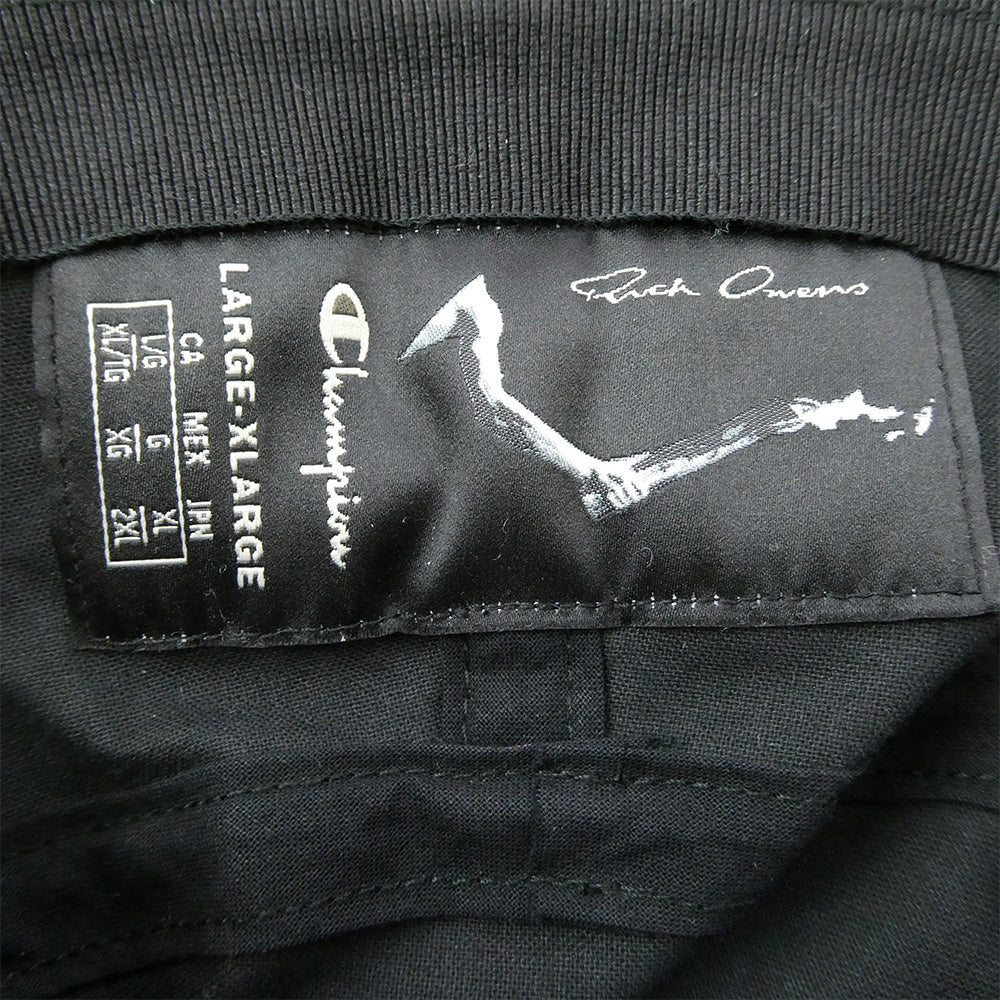 Rick Owens
Champion
LARGE-XLARGE
CA MEX JPN
L/G G XL
XL/TG XG 2XL